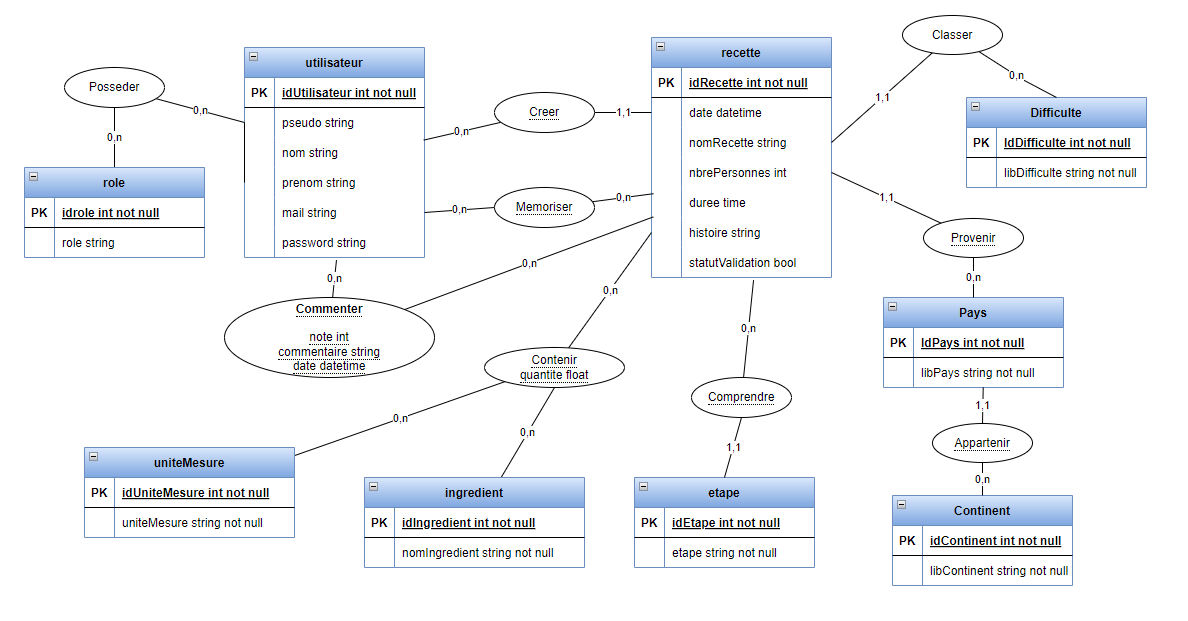 Classer
0,n
1,1
Difficulte
PK IdDifficulte int not null
libDifficulte string not null
recette
PK idRecette int not null
date datetime
nomRecette string
nbrePersonnes int
duree time
histoire string
statutValidation bool
utilisateur
PK idUtilisateur int not null
pseudo string
nom string
prenom string
mail string
password string
Posseder
0,n
0,n
role
PK idrole int not null
role string
Creer
0,n
1,1
Memoriser
0,n
0,n
1,1
Provenir
0,n
Pays
PK IdPays int not null
libPays string not null
1,1
Appartenir
0,n
Continent
PK idContinent int not null
libContinent string not null
0,n
0,n
Commenter
note int
commentaire string
date datetime
0,n
Contenir
quantite float
0,n
0,n
0,n
Comprendre
1,1
uniteMesure
PK idUniteMesure int not null
uniteMesure string not null
ingredient
PK idIngredient int not null
nomIngredient string not null
etape
PK idEtape int not null
etape string not null